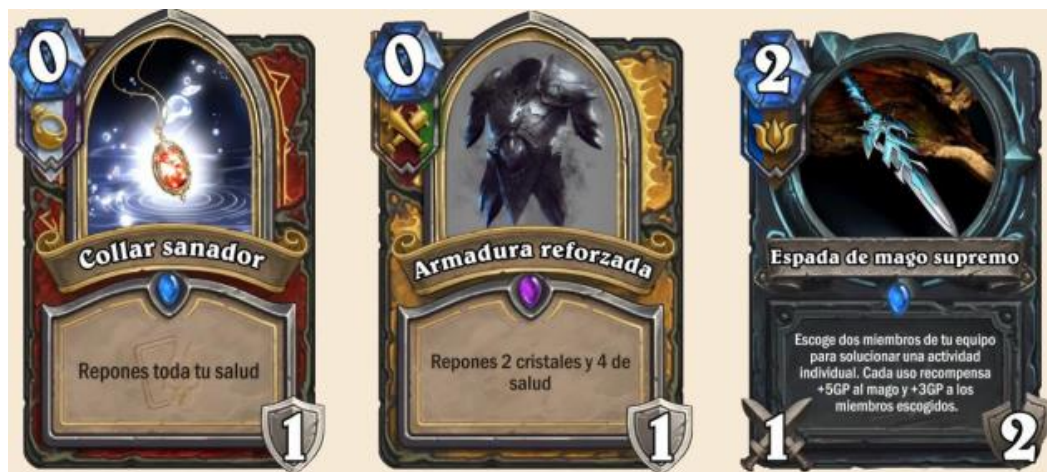 0
Collar sanador
Repones toda tu salud
1
0
Armadura reforzada
Repones 2 cristales y 4 de
salud
1
2
Espada de mago supremo
Escoge dos miembros de tu equipo
para solucionar una actividad
individual. Cada uso recompensa
+5GP al mago y +3GP a los
miembros escogidos.
1
2